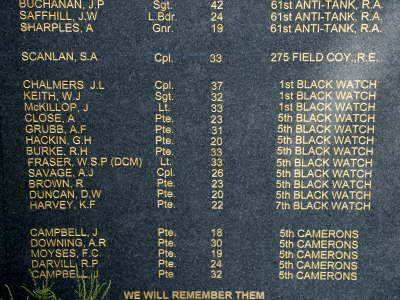 BUCHANAN, J.P Sgt. 42 61st ANTI-TANK, R.A.
SAFFHILL, J.W L.Bdr. 24 61st ANTI-TANK, R.A.
SHARPLES, A Gnr. 19 61st ANTI-TANK, R.A.
SCANLAN, S.A Cpl. 33 275 FIELD COY.,R.E.
CHALMERS J.L Cpl. 37 1st BLACK WATCH
KEITH, W.J Sgt. 32 1st BLACK WATCH
McKILLOP, J Lt. 33 1st BLACK WATCH
CLOSE, A Pte. 23 5th BLACK WATCH
GRUBB, A.F Pte. 31 5th BLACK WATCH
HACKIN, G.H Pte. 20 5th BLACK WATCH
BURKE, R.H Pte. 33 5th BLACK WATCH
FRASER, W.S.P (DCM) Lt. 33 5th BLACK WATCH
SAVAGE, A.J Cpl. 26 5th BLACK WATCH
BROWN, R Pte. 23 5th BLACK WATCH
DUNCAN, D.W Pte. 20 5th BLACK WATCH
HARVEY, K.F Pte. 22 7th BLACK WATCH
CAMPBELL, J Pte. 18 5th CAMERONS
DOWNING, A.R Pte. 30 5th CAMERONS
MOYSES, F.C. Pte. 19 5th CAMERONS
DARVILL, R.P Pte. 24 5th CAMERONS
CAMPBELL J Pte 32 5th CAMERONS
WE WILL REMEMBER THEM